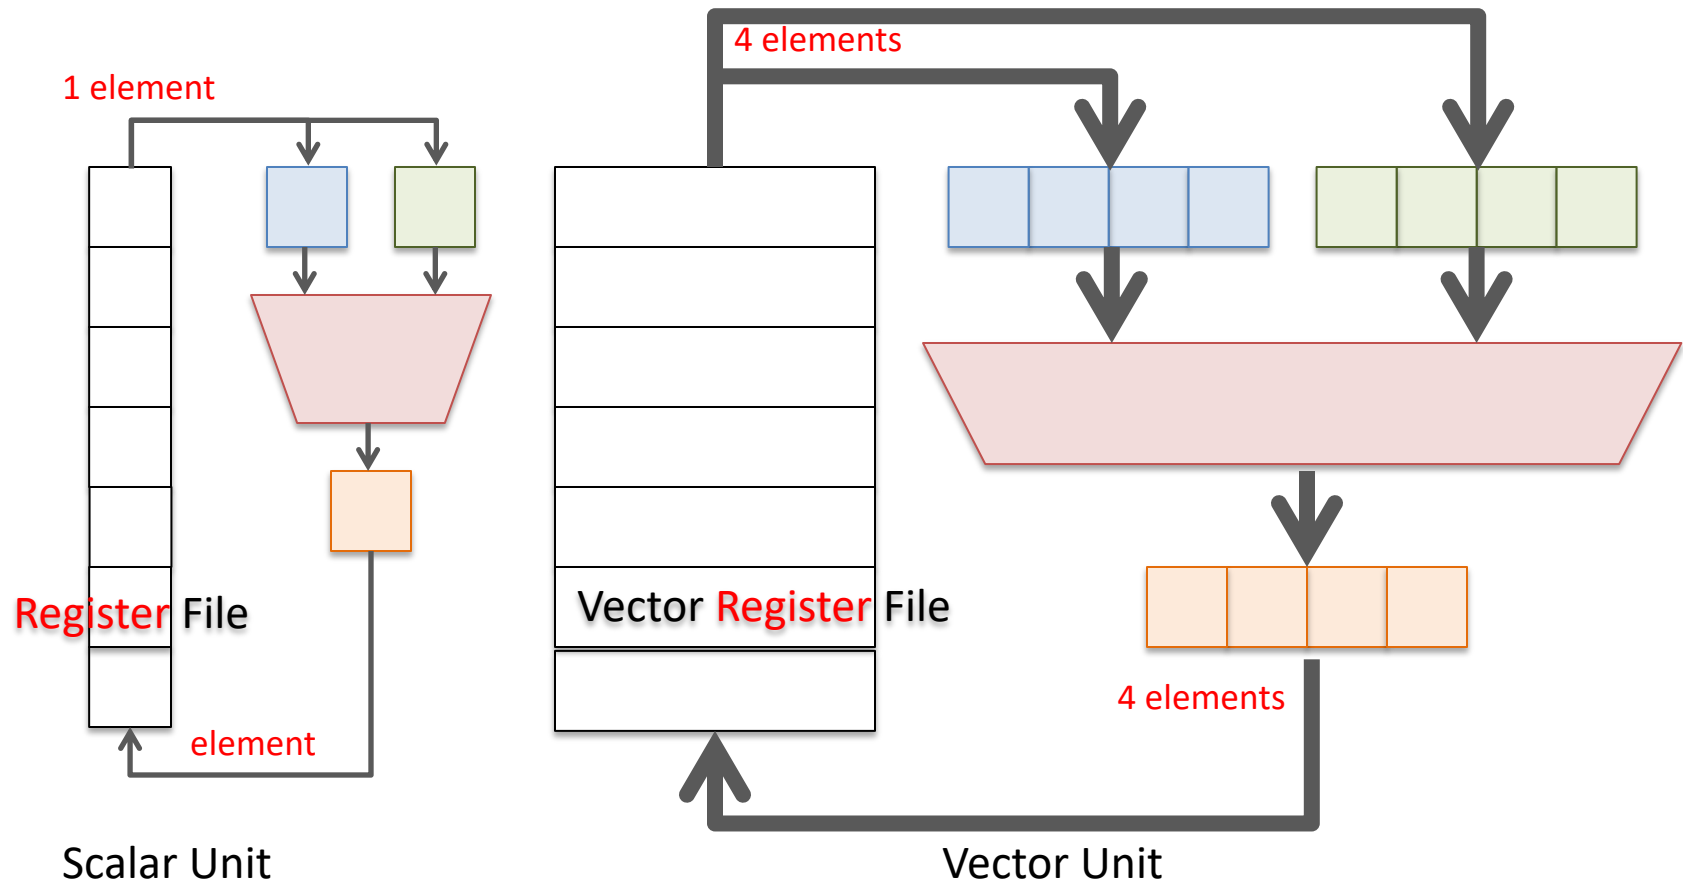 1 element
4 elements
Register File
Vector Register File
element
4 elements
Scalar Unit
Vector Unit